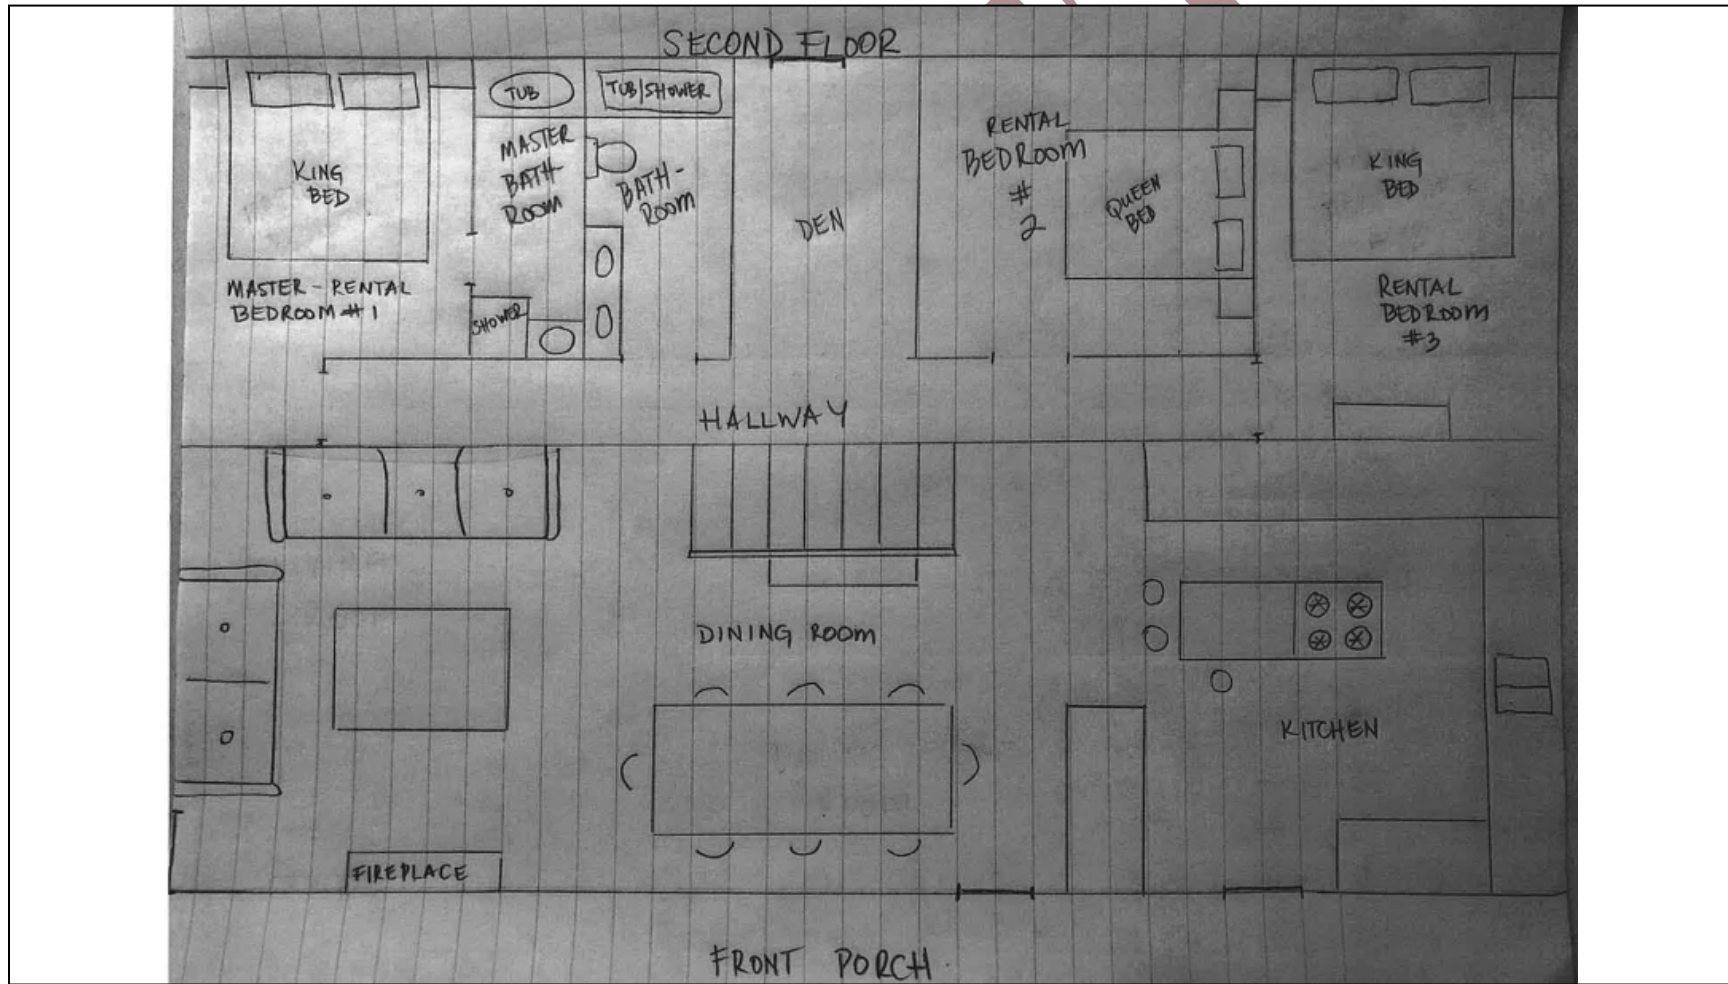 SECOND FLOOR
TUB
TUB/SHOWER
KING
BED
MASTER
BATH-
ROOM
BATH-
ROOM
DEN
RENTAL
BEDROOM
#
2
QUEEN
BED
KING
BED
MASTER - RENTAL
BEDROOM #1
SHOWER
RENTAL
BEDROOM
#3
HALLWAY
DINING ROOM
KITCHEN
FIREPLACE
FRONT PORCH